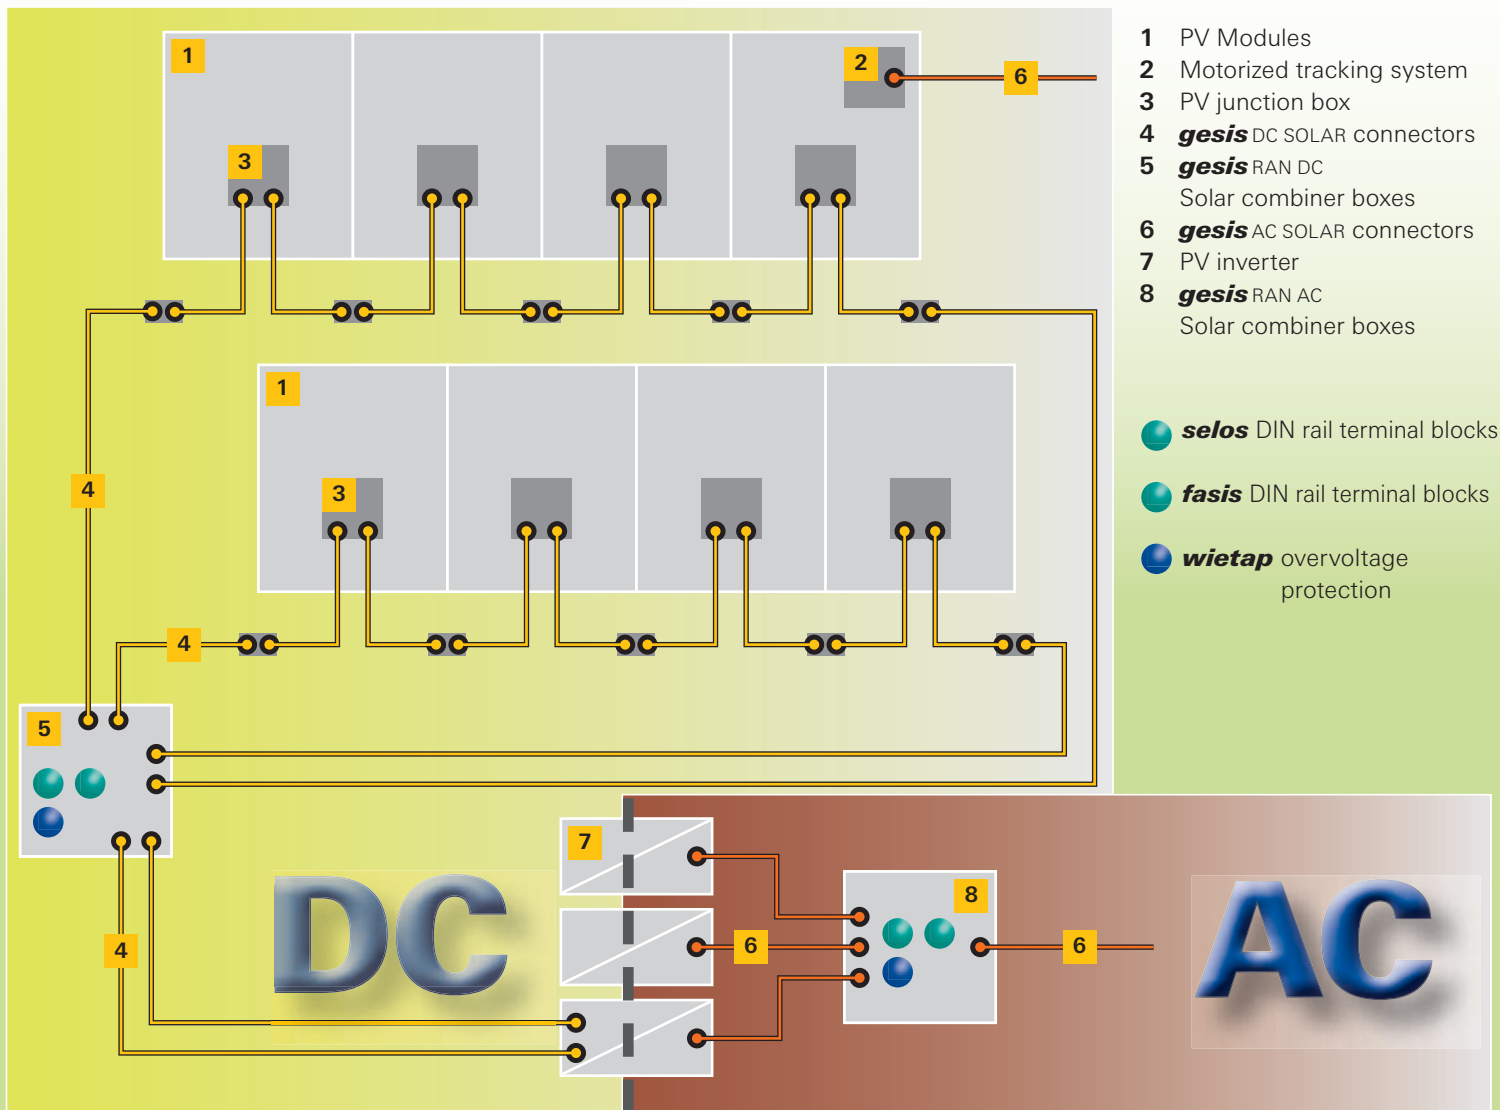 1 PV Modules
2 Motorized tracking system
3 PV junction box
4 gesis DC SOLAR connectors
5 gesis RAN DC
Solar combiner boxes
6 gesis AC SOLAR connectors
7 PV inverter
8 gesis RAN AC
Solar combiner boxes
selos DIN rail terminal blocks
fasis DIN rail terminal blocks
wietap overvoltage
protection
1
2
6
3
1
4
3
4
5
7
8
4
6
6
DC
AC